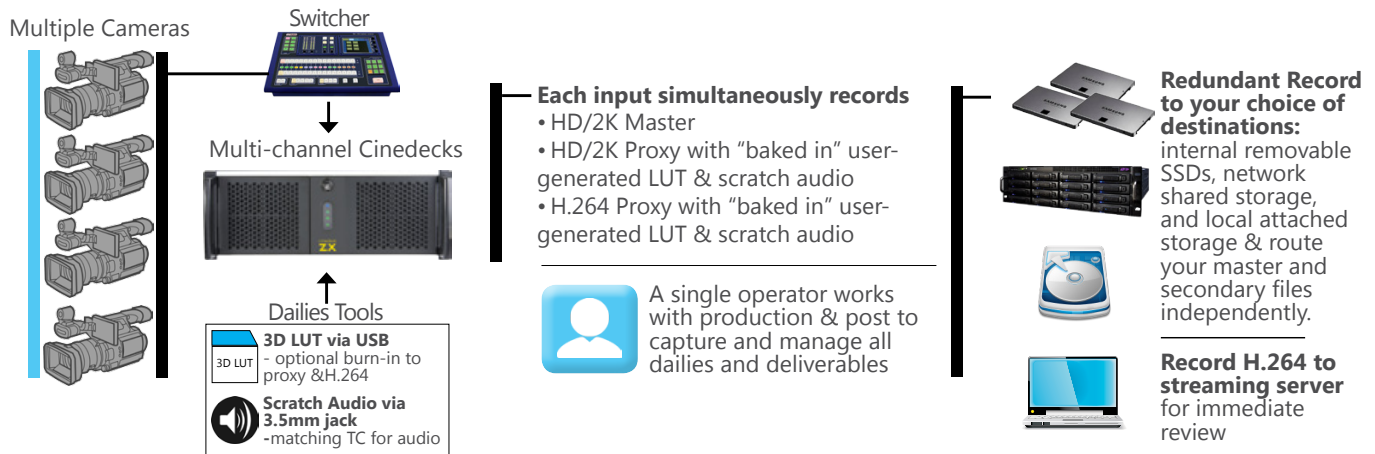 Multiple Cameras
Switcher
Multi-channel Cinedecks
ZX
Dailies Tools
3D LUT
3D LUT via USB
- optional burn-in to
proxy &H.264
Scratch Audio via
3.5mm jack
-matching TC for audio
Each input simultaneously records
• HD/2K Master
• HD/2K Proxy with “baked in” user-
generated LUT & scratch audio
• H.264 Proxy with “baked in” user-
generated LUT & scratch audio
A single operator works
with production & post to
capture and manage all
dailies and deliverables
SAMSUNG
SAMSUNG
SAMSUNG
Redundant Record
to your choice of
destinations:
internal removable
SSDs, network
shared storage,
and local attached
storage & route
your master and
secondary files
independently.
Record H.264 to
streaming server
for immediate
review